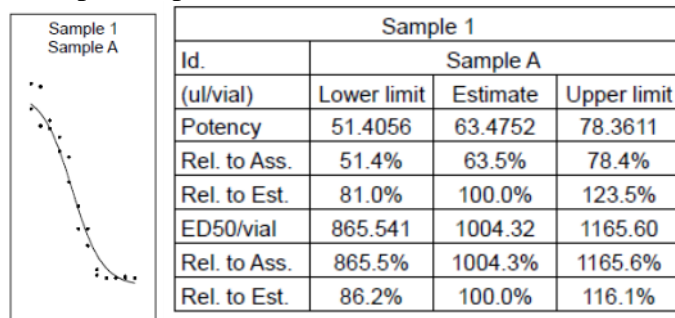 Sample 1
Sample A
Sample 1
Id. Sample A
(ul/vial) Lower limit Estimate Upper limit
Potency 51.4056 63.4752 78.3611
Rel. to Ass. 51.4% 63.5% 78.4%
Rel. to Est. 81.0% 100.0% 123.5%
ED50/vial 865.541 1004.32 1165.60
Rel. to Ass. 865.5% 1004.3% 1165.6%
Rel. to Est. 86.2% 100.0% 116.1%